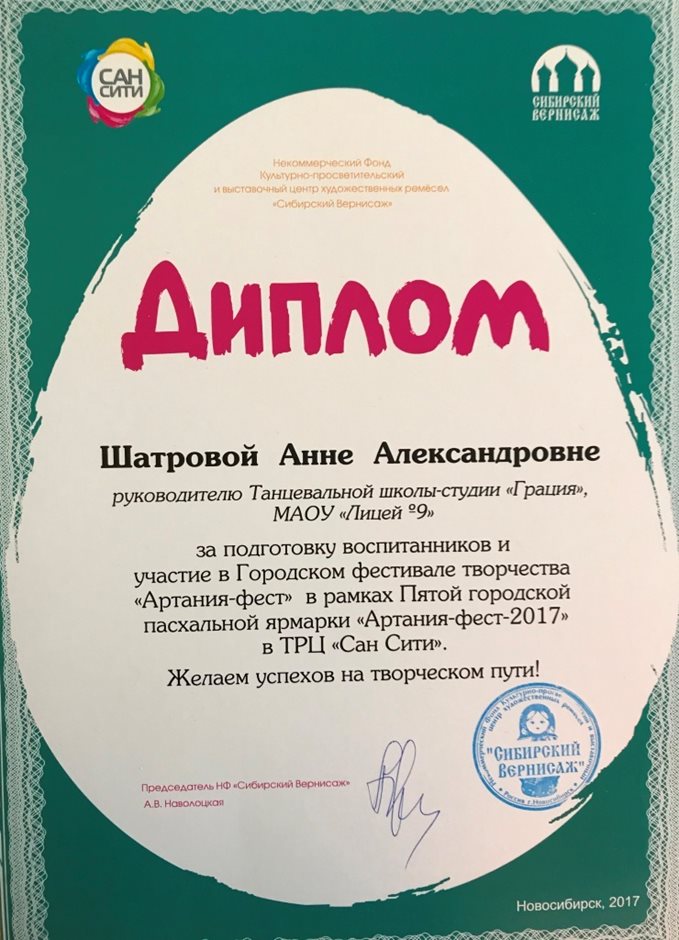 САН
СИТИ
СИБИРСКИЙ
ВЕРНИСАЖ
Некоммерческий Фонд
Культурно-просветительский
и выставочный центр художественных ремёсел
«Сибирский Вернисаж»
Диплом
Шатровой Анне Александровне
руководителю Танцевальной школы-студии «Грация»,
МАОУ «Лицей º9»
за подготовку воспитанников и
участие в Городском фестивале творчества
«Артания-фест» в рамках Пятой городской
пасхальной ярмарки «Артания-фест-2017»
в ТРЦ «Сан Сити».
Желаем успехов на творческом пути!
Председатель НФ «Сибирский Вернисаж»
А.В. Наволоцкая
"СИБИРСКИЙ
ВЕРНИСАЖ"
Россия г.Новосибирск
Новосибирск, 2017